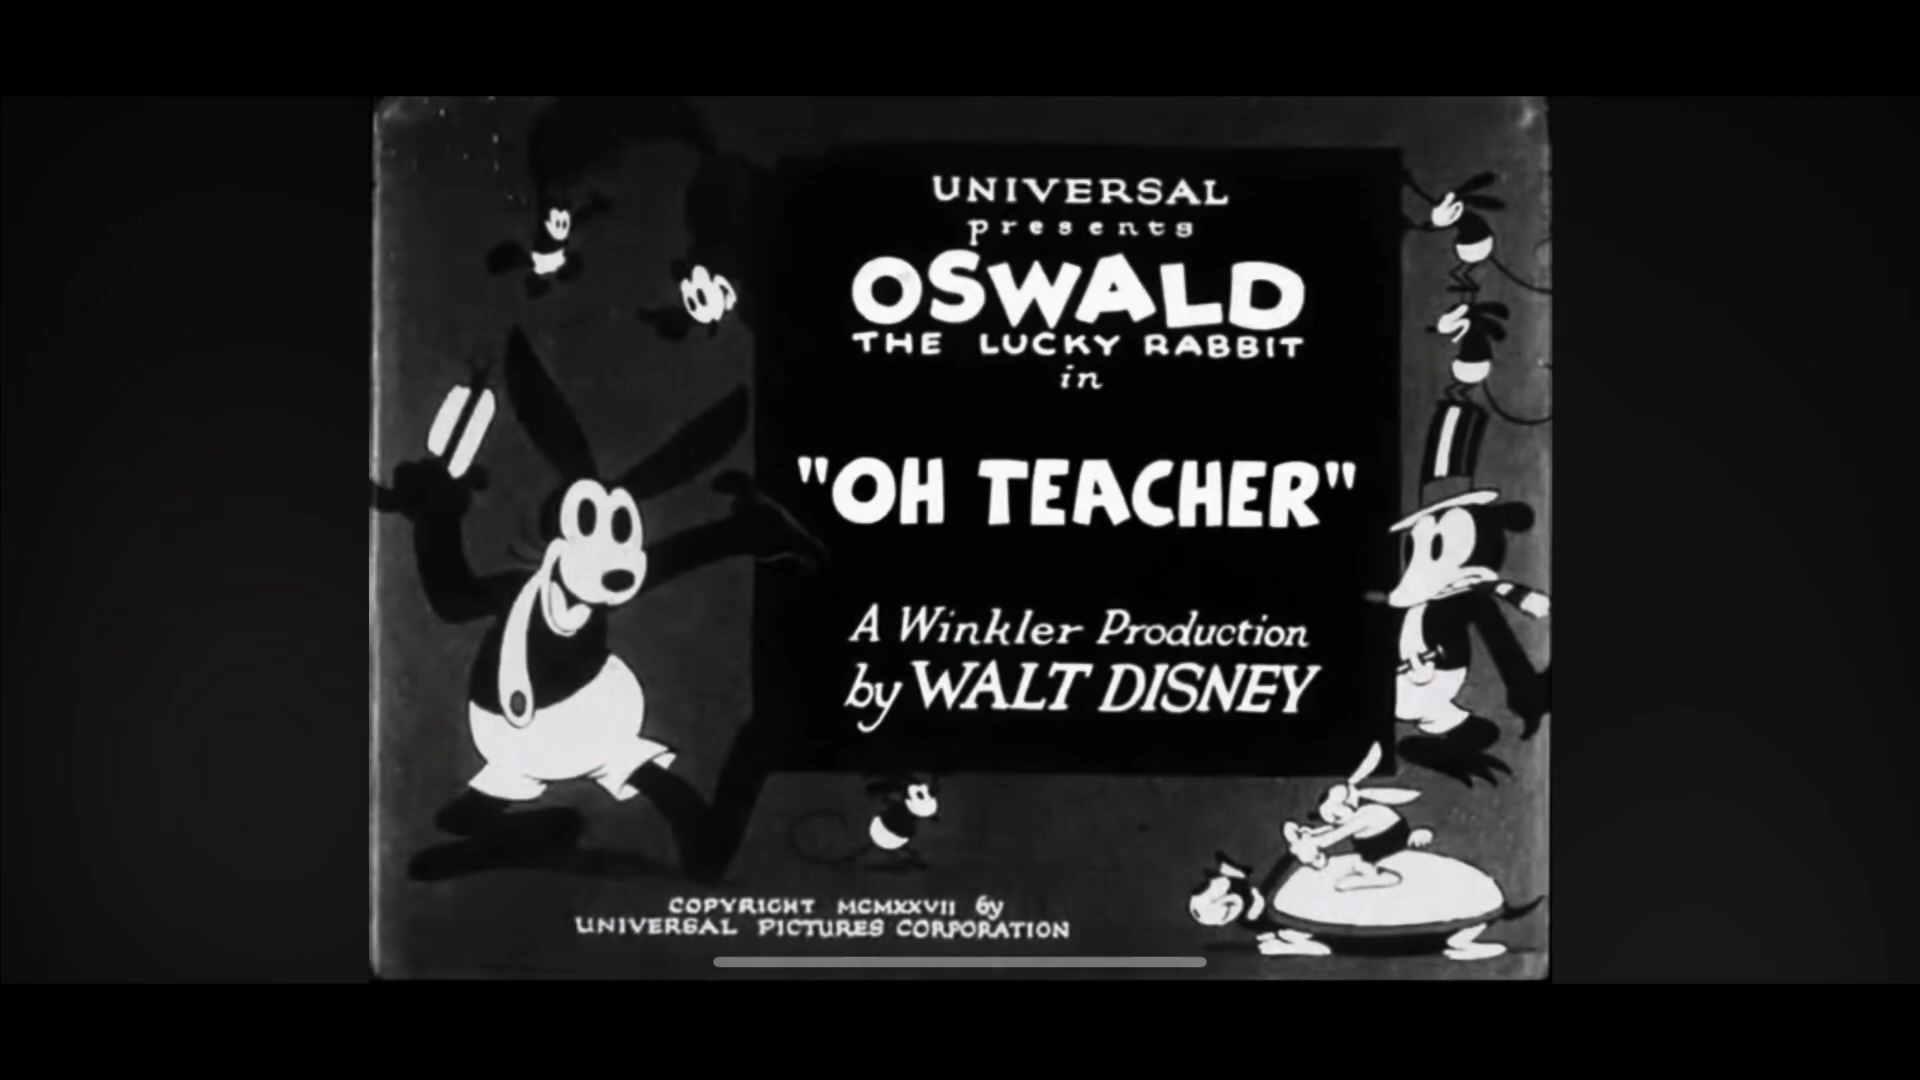 UNIVERSAL
presents
OSWALD
THE LUCKY RABBIT
in
"OH TEACHER"
A Winkler Production
by WALT DISNEY
COPYRIGHT MCMXXVII by
UNIVERSAL PICTURES CORPORATION